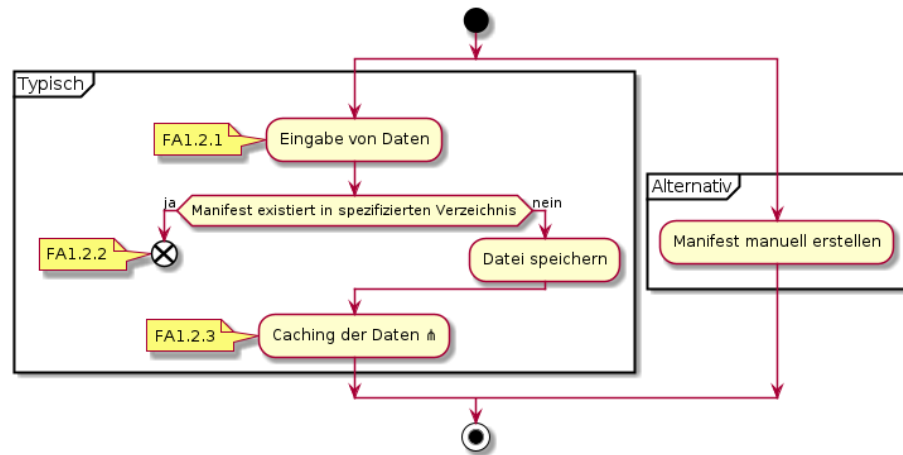 Typisch
FA1.2.1
Eingabe von Daten
ja
Manifest existiert in spezifizierten Verzeichnis
nein
FA1.2.2
Datei speichern
FA1.2.3
Caching der Daten ⋔
Alternativ
Manifest manuell erstellen